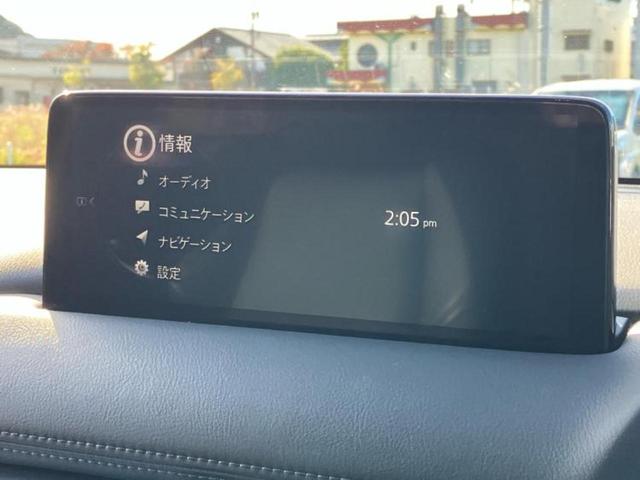 情報
オーディオ
コミュニケーション
2:05 pm
ナビゲーション
設定